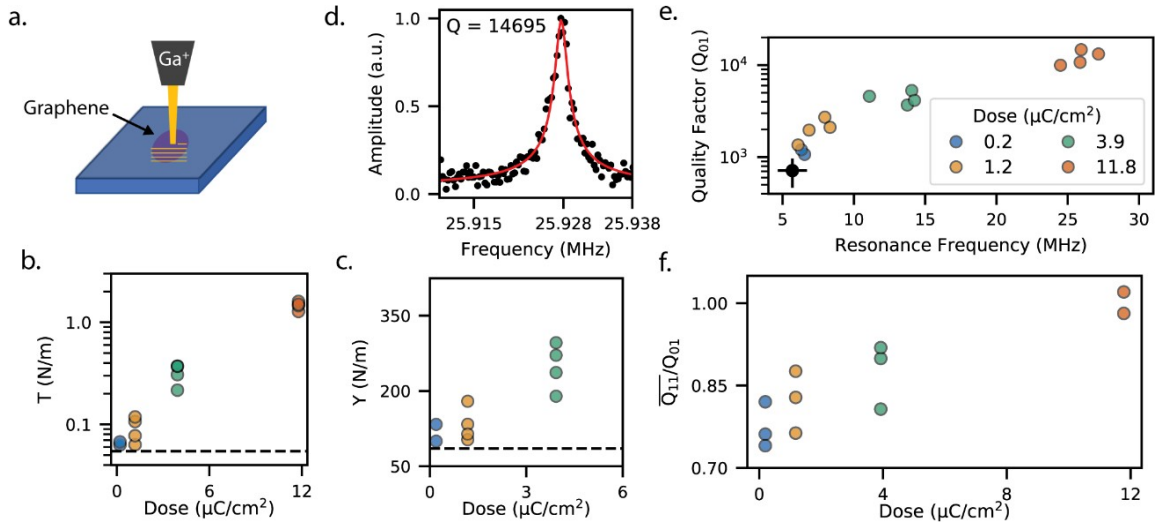 a.
Ga⁺
Graphene
b.
T (N/m)
1.0
0.1
0
6
12
Dose (μC/cm²)
c.
Y (N/m)
350
200
50
0
3
6
Dose (μC/cm²)
d.
Q = 14695
Amplitude (a.u.)
1.0
0.5
0.0
25.915
25.928
25.938
Frequency (MHz)
e.
Quality Factor (Q₀₁)
10⁴
10³
5
10
15
20
25
30
Resonance Frequency (MHz)
Dose (μC/cm²)
0.2
3.9
1.2
11.8
f.
Q̅₁₁/Q₀₁
1.00
0.85
0.70
0
4
8
12
Dose (μC/cm²)